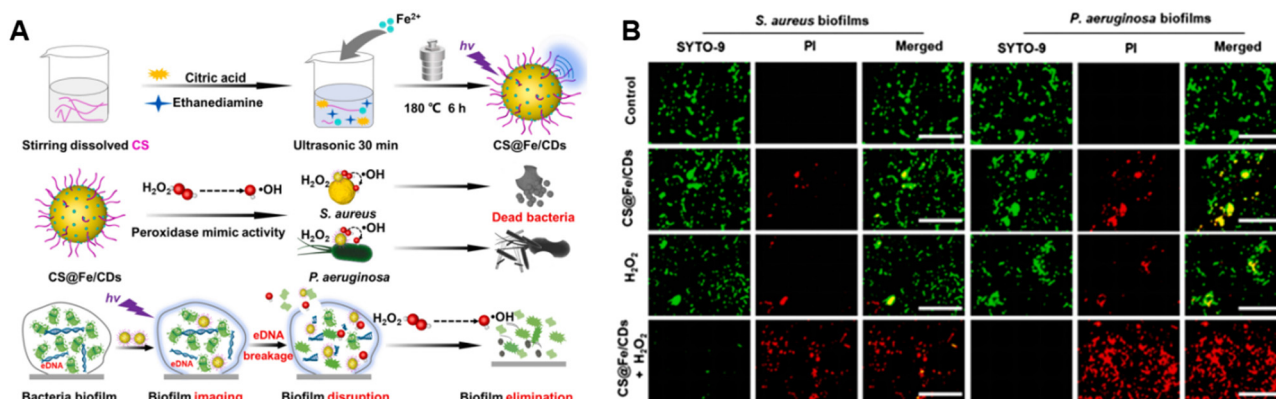 A
Fe²⁺
hv
Citric acid
Ethanediamine
180 ℃ 6 h
Stirring dissolved CS
Ultrasonic 30 min
CS@Fe/CDs
H₂O₂
•OH
H₂O₂
•OH
S. aureus
Dead bacteria
Peroxidase mimic activity
H₂O₂
•OH
CS@Fe/CDs
P. aeruginosa
hv
eDNA
eDNA
eDNA
breakage
H₂O₂
•OH
Bacteria biofilm
Biofilm imaging
Biofilm disruption
Biofilm elimination
B
S. aureus biofilms
P. aeruginosa biofilms
SYTO-9
PI
Merged
SYTO-9
PI
Merged
Control
CS@Fe/CDs
H₂O₂
CS@Fe/CDs
+ H₂O₂